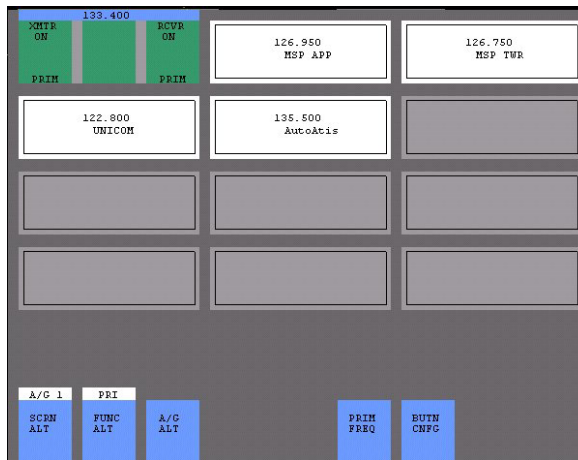 133.400
XMTR RCVR
ON ON
PRIM PRIM
126.950
MSP APP
126.750
MSP TWR
122.800
UNICOM
135.500
AutoAtis
A/G 1 PRI
SCRN FUNC A/G PRIM BUTN
ALT ALT ALT FREQ CNFG